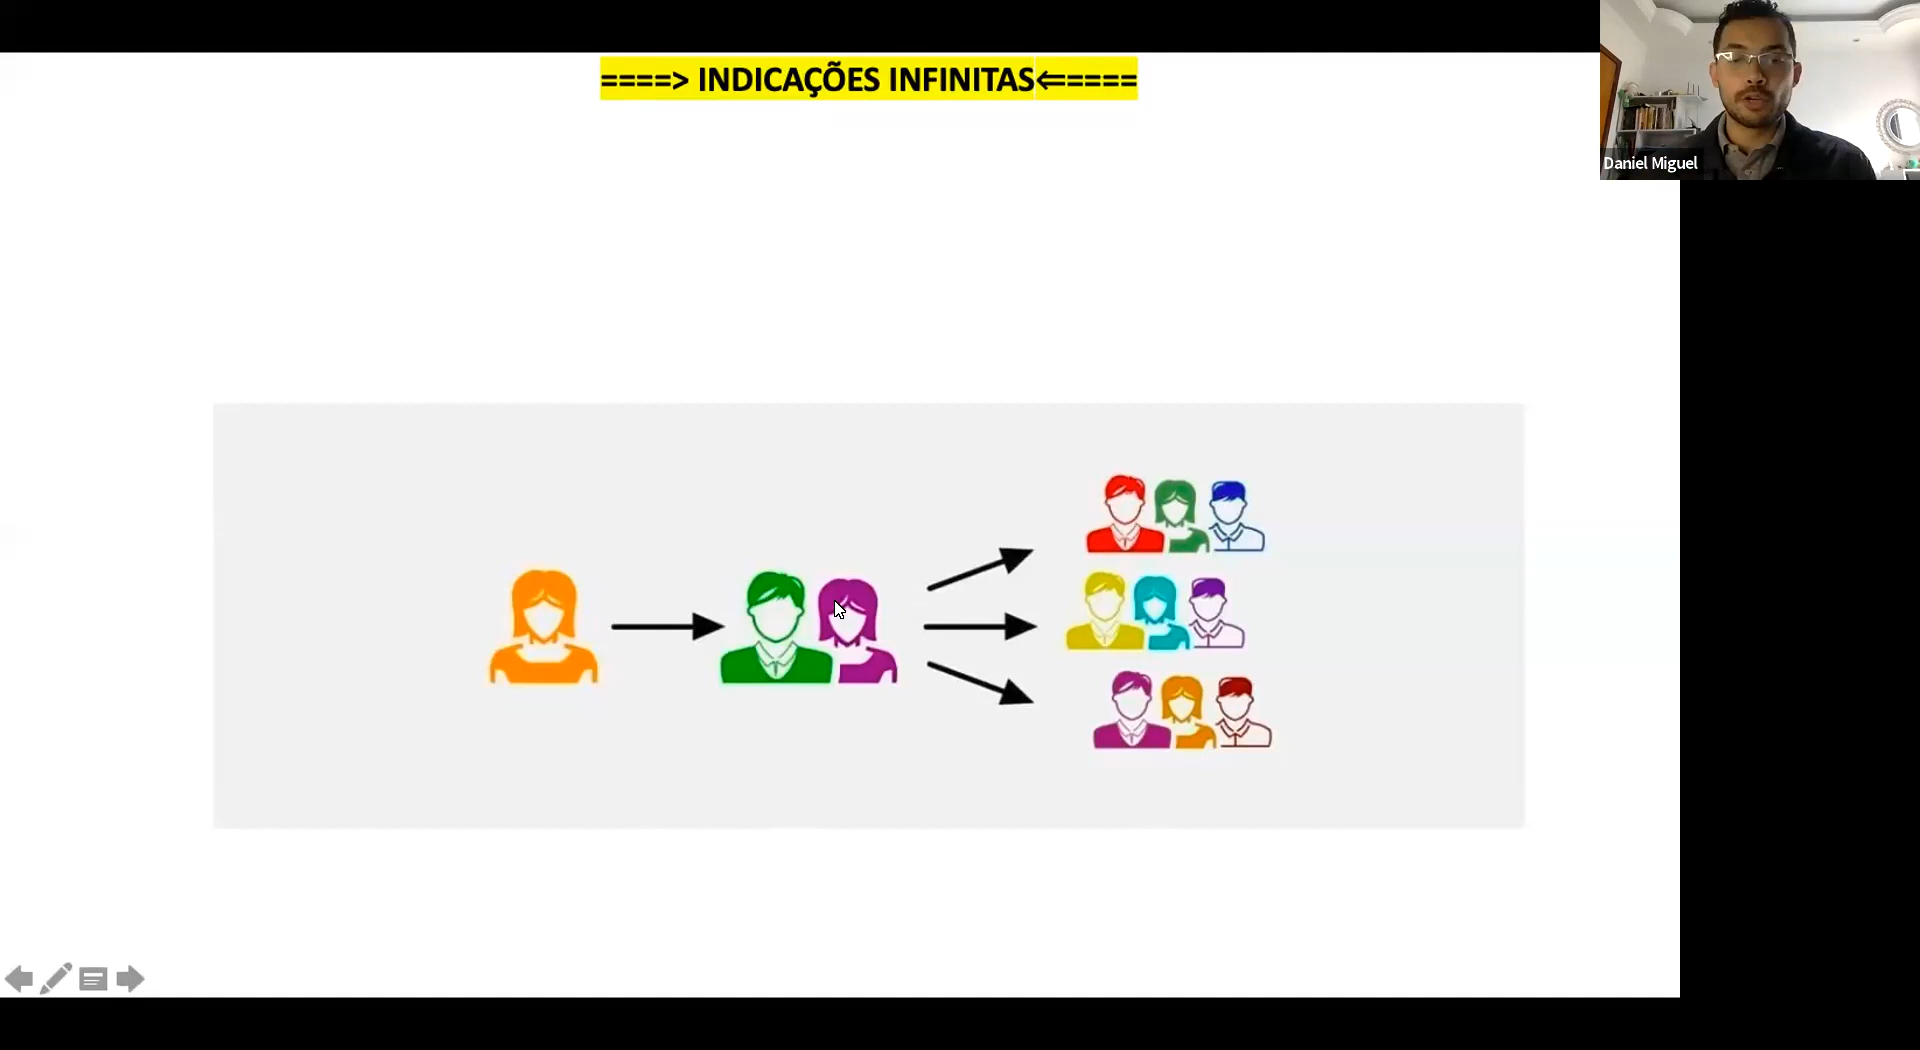 ====> INDICAÇÕES INFINITAS⇐====
Daniel Miguel